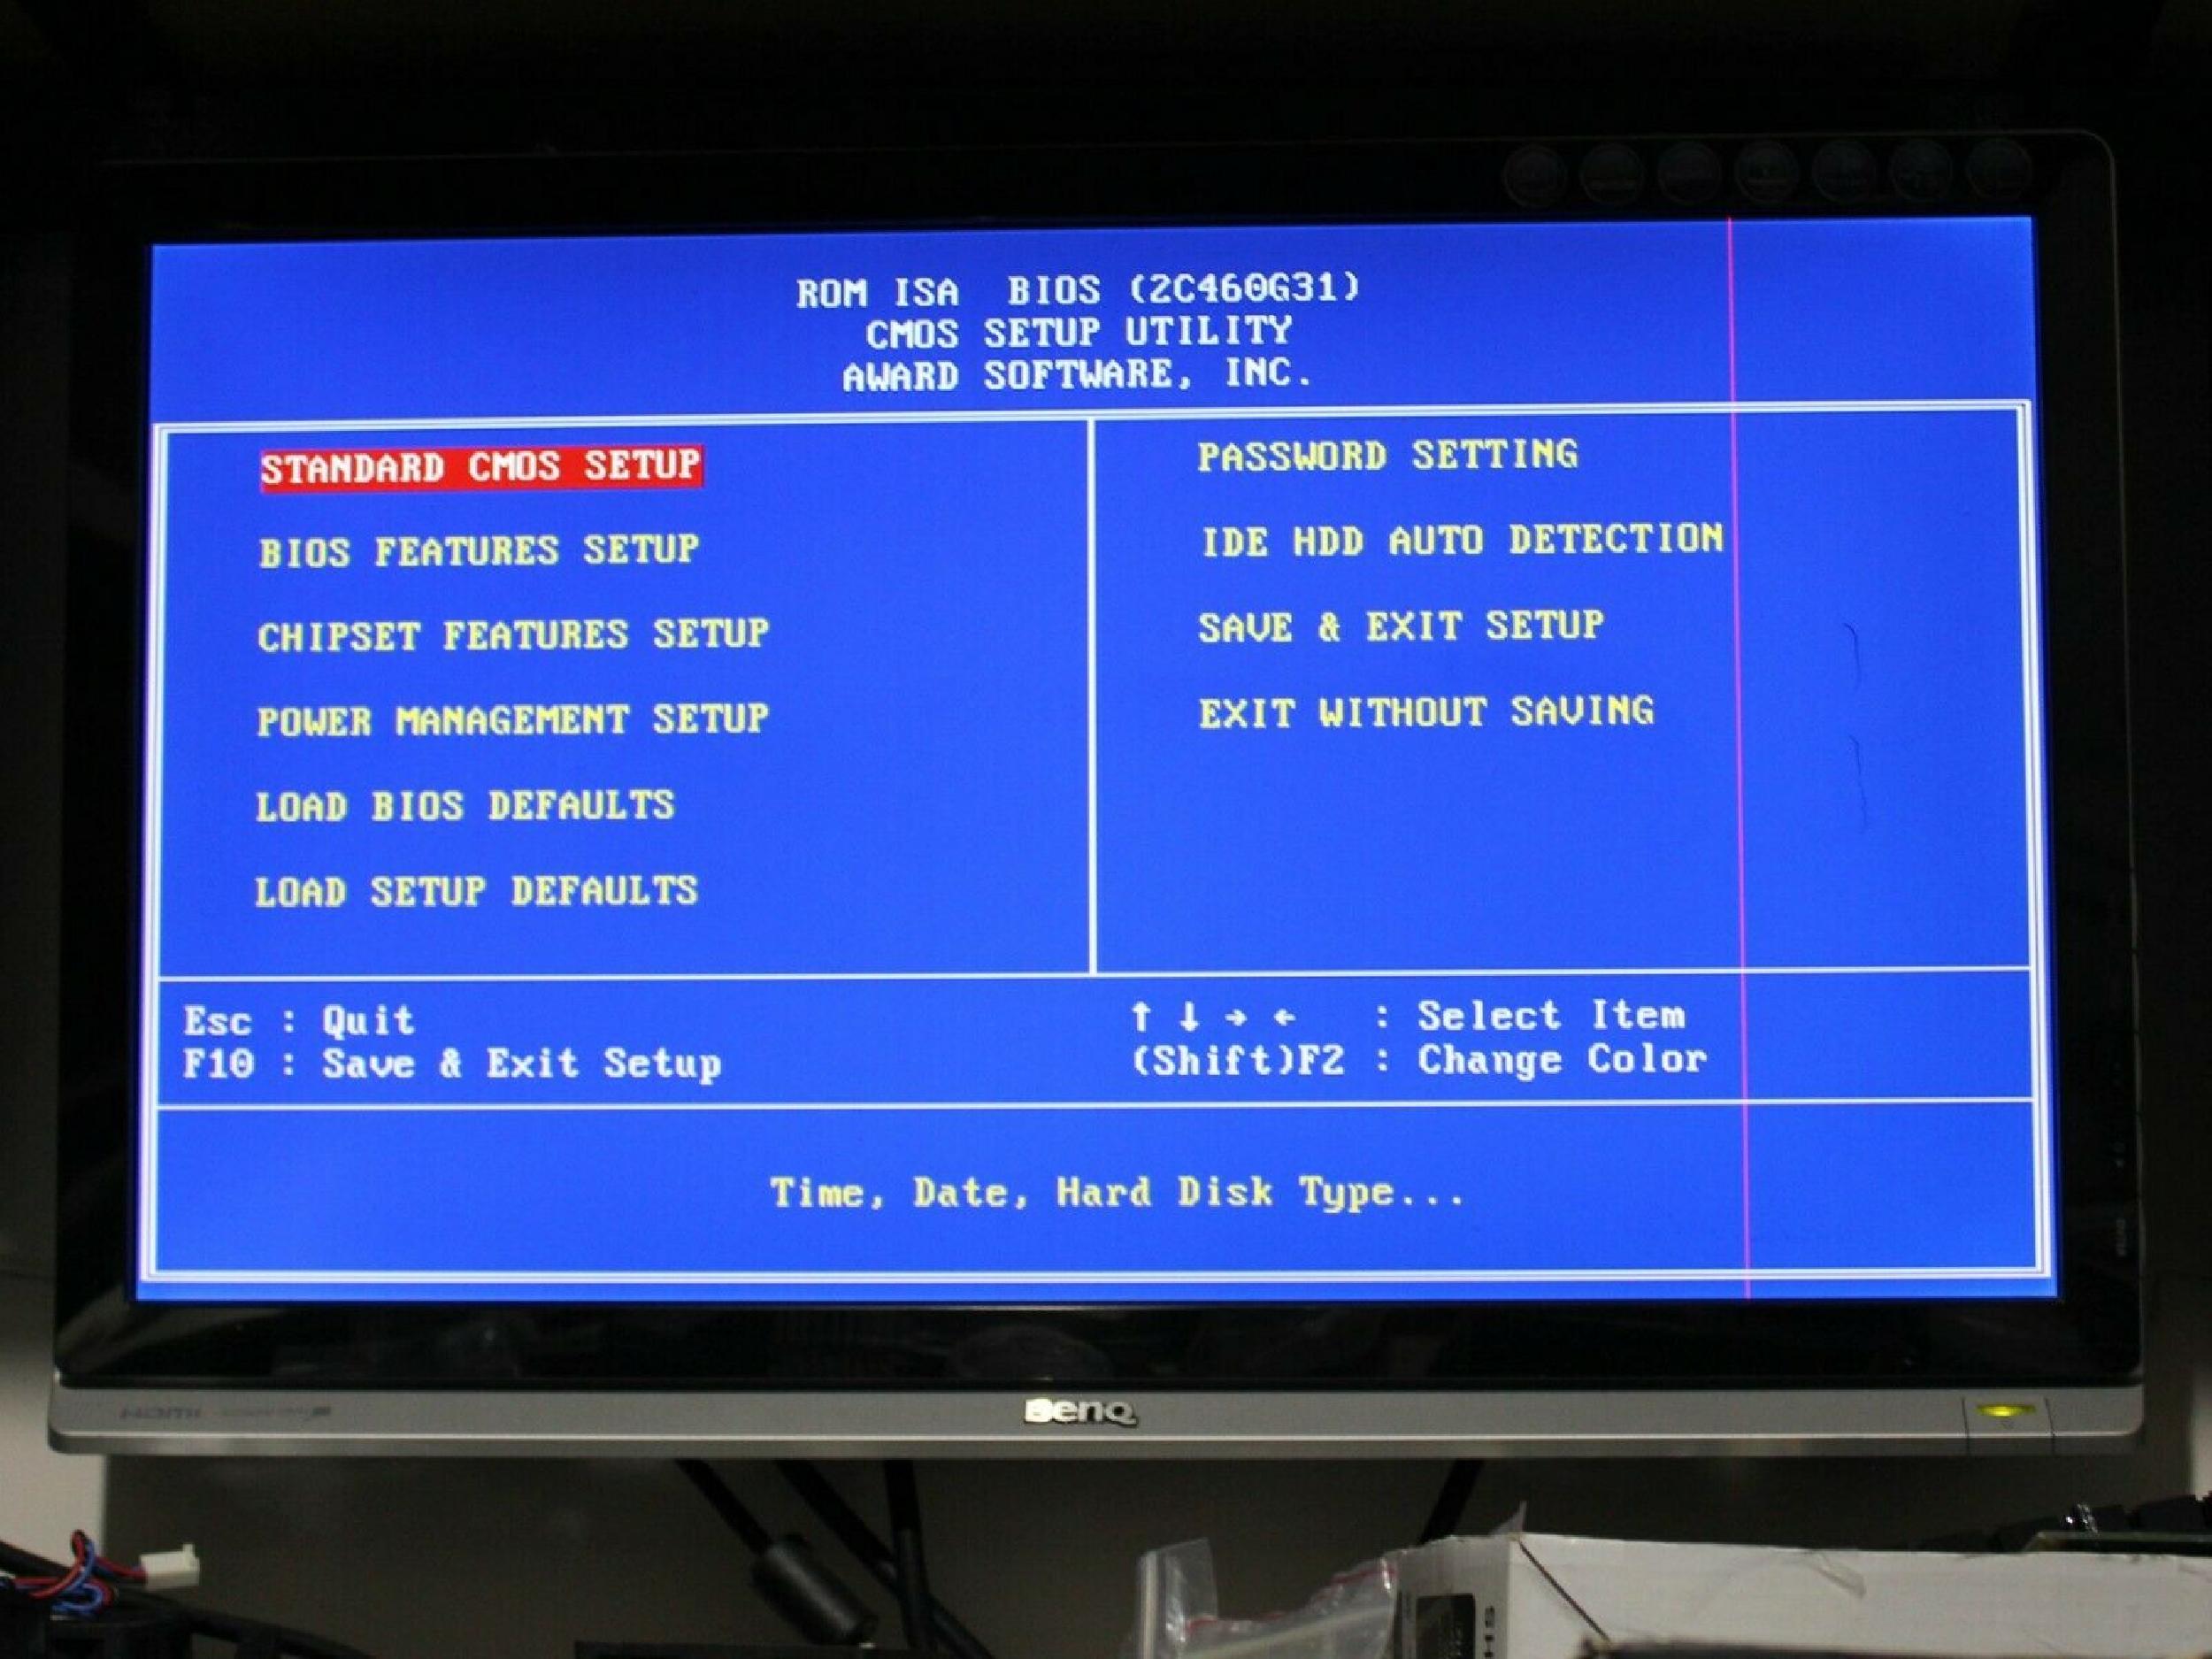 ROM ISA BIOS (2C460G31)
CMOS SETUP UTILITY
AWARD SOFTWARE, INC.
STANDARD CMOS SETUP
BIOS FEATURES SETUP
CHIPSET FEATURES SETUP
POWER MANAGEMENT SETUP
LOAD BIOS DEFAULTS
LOAD SETUP DEFAULTS
PASSWORD SETTING
IDE HDD AUTO DETECTION
SAVE & EXIT SETUP
EXIT WITHOUT SAVING
Esc : Quit
F10 : Save & Exit Setup
↑ ↓ → ← : Select Item
(Shift)F2 : Change Color
Time, Date, Hard Disk Type...
BenQ